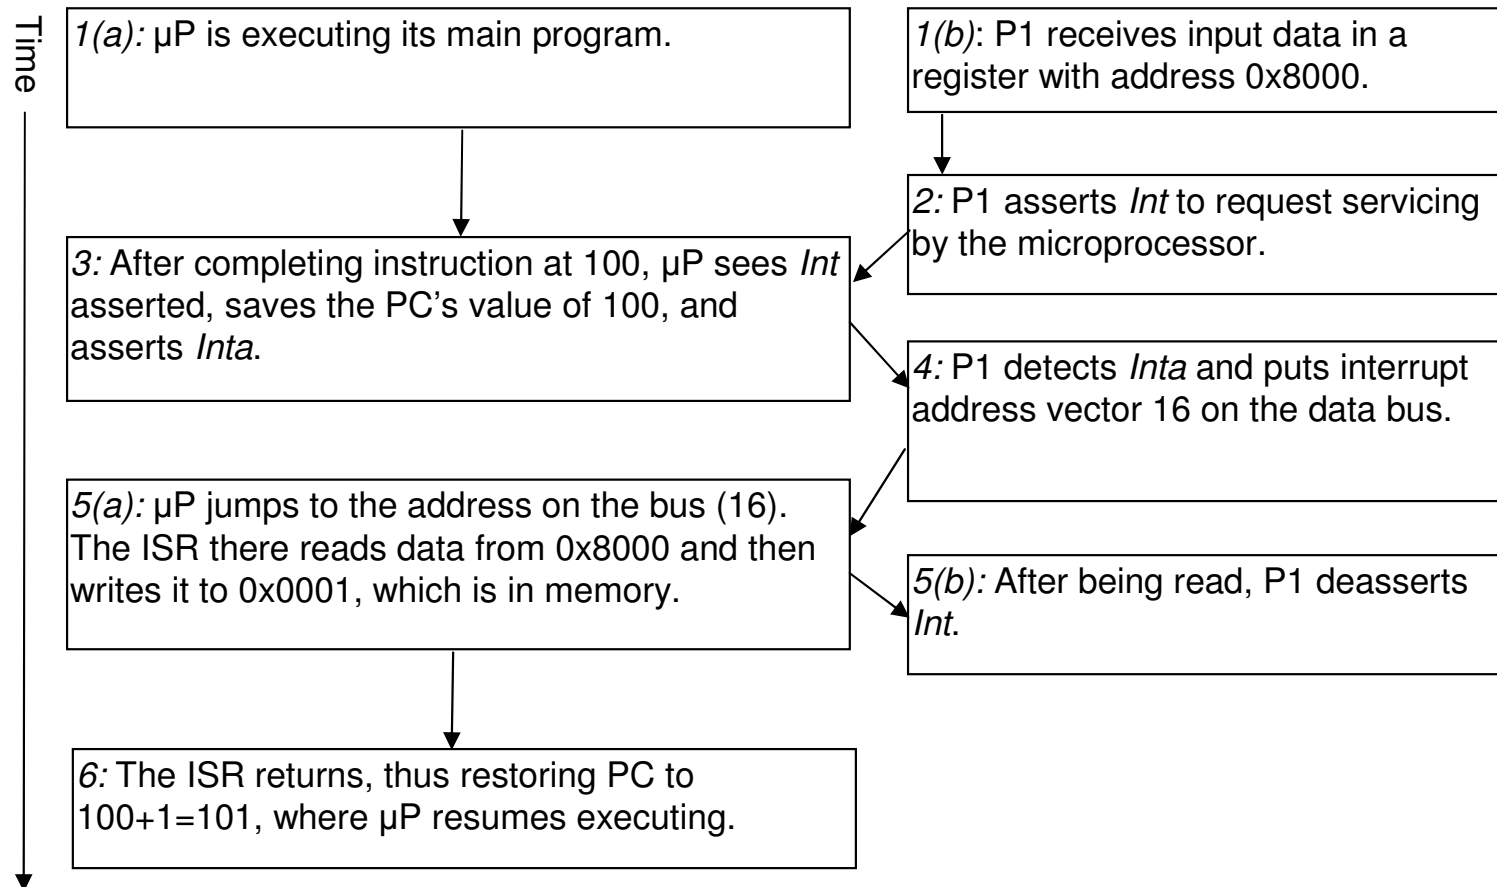 Time
1(a): μP is executing its main program.
1(b): P1 receives input data in a
register with address 0x8000.
2: P1 asserts Int to request servicing
by the microprocessor.
3: After completing instruction at 100, μP sees Int
asserted, saves the PC’s value of 100, and
asserts Inta.
4: P1 detects Inta and puts interrupt
address vector 16 on the data bus.
5(a): μP jumps to the address on the bus (16).
The ISR there reads data from 0x8000 and then
writes it to 0x0001, which is in memory.
5(b): After being read, P1 deasserts
Int.
6: The ISR returns, thus restoring PC to
100+1=101, where μP resumes executing.